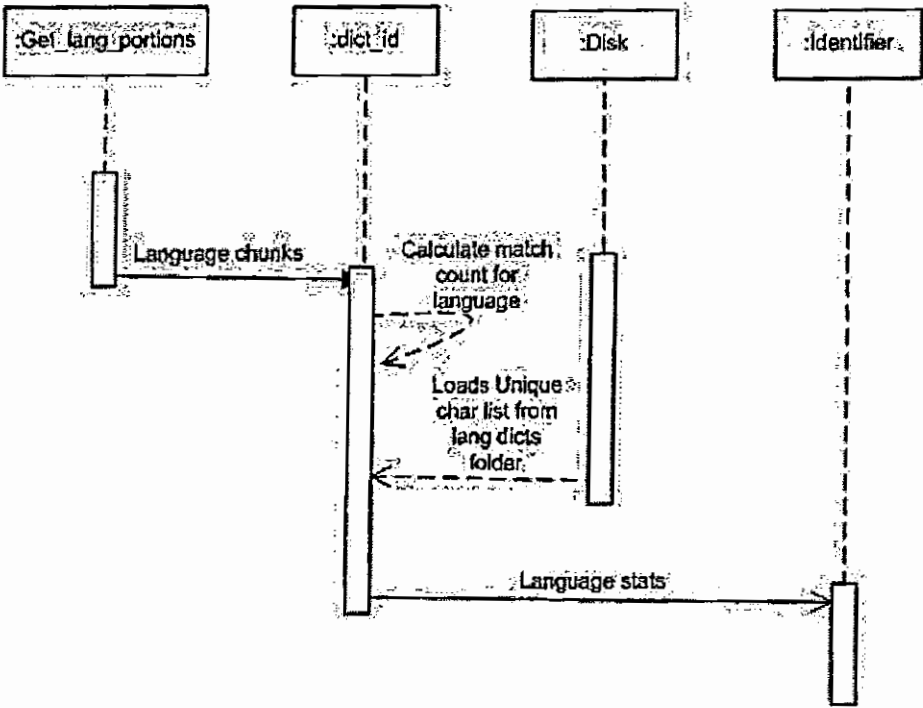 :Get_lang_portions
:dict_id
:Disk
:Identifier
Language chunks
Calculate match
count for
language
Loads Unique
char list from
lang dicts
folder
Language stats